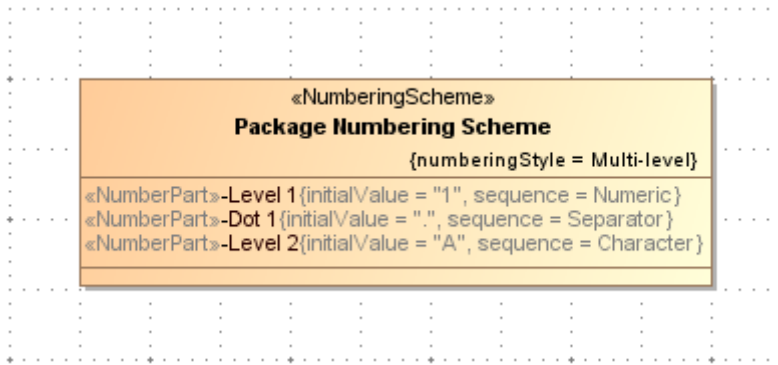 «NumberingScheme»
Package Numbering Scheme
{numberingStyle = Multi-level}
«NumberPart»-Level 1{initialValue = "1", sequence = Numeric}
«NumberPart»-Dot 1{initialValue = ".", sequence = Separator}
«NumberPart»-Level 2{initialValue = "A", sequence = Character}